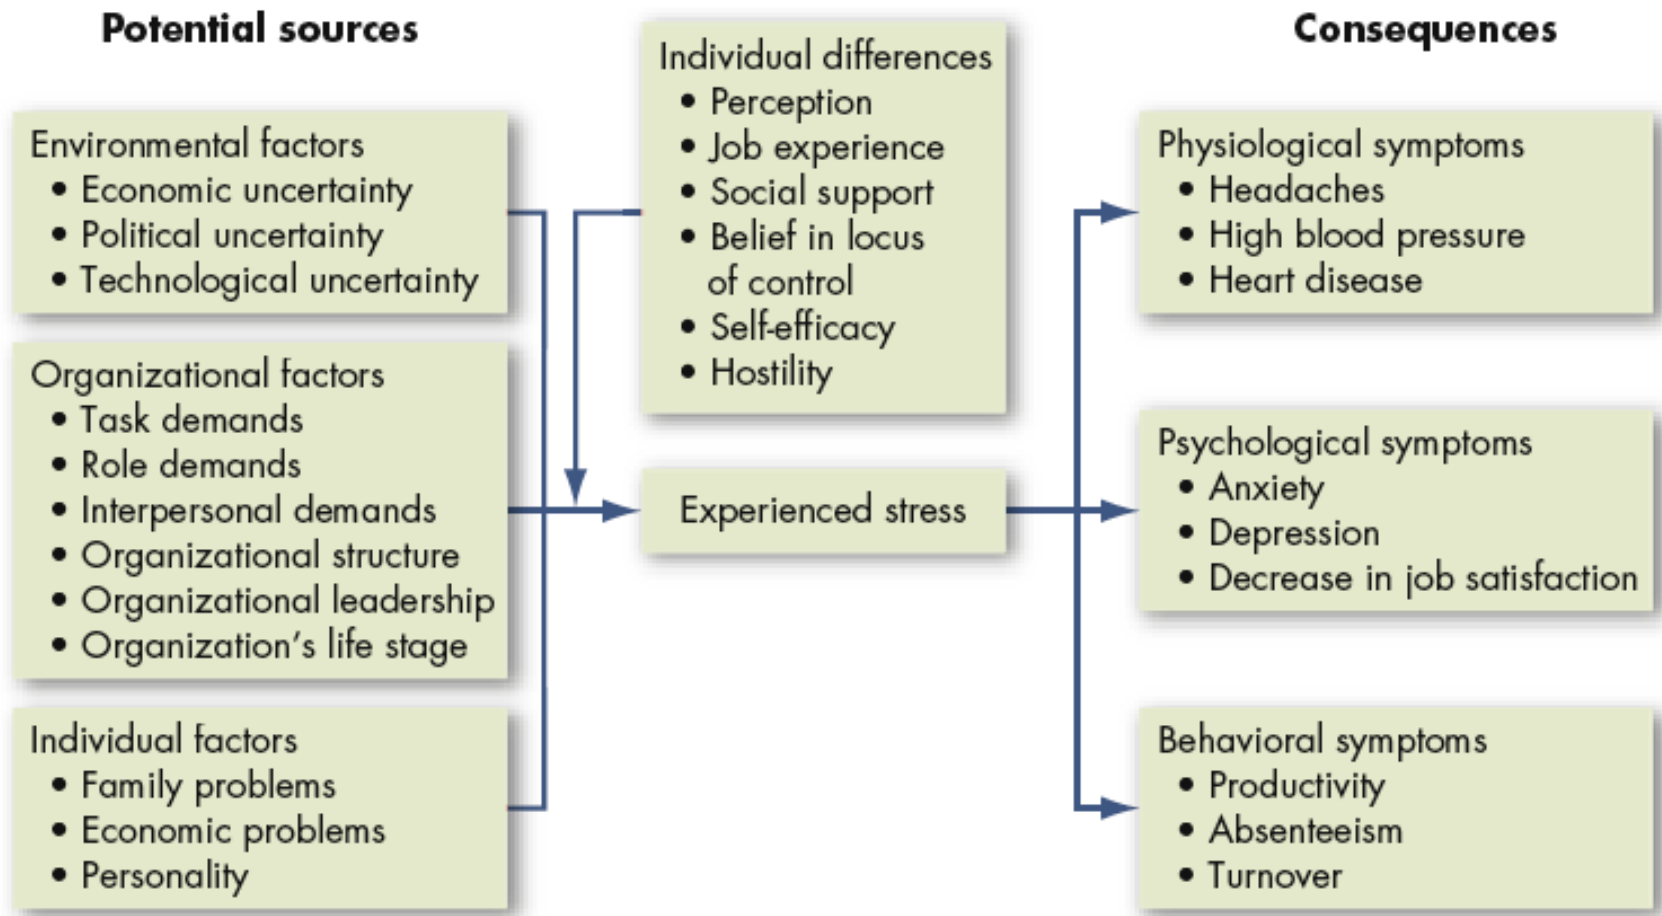 Potential sources
Environmental factors
• Economic uncertainty
• Political uncertainty
• Technological uncertainty
Organizational factors
• Task demands
• Role demands
• Interpersonal demands
• Organizational structure
• Organizational leadership
• Organization’s life stage
Individual factors
• Family problems
• Economic problems
• Personality
Individual differences
• Perception
• Job experience
• Social support
• Belief in locus
of control
• Self-efficacy
• Hostility
Experienced stress
Consequences
Physiological symptoms
• Headaches
• High blood pressure
• Heart disease
Psychological symptoms
• Anxiety
• Depression
• Decrease in job satisfaction
Behavioral symptoms
• Productivity
• Absenteeism
• Turnover